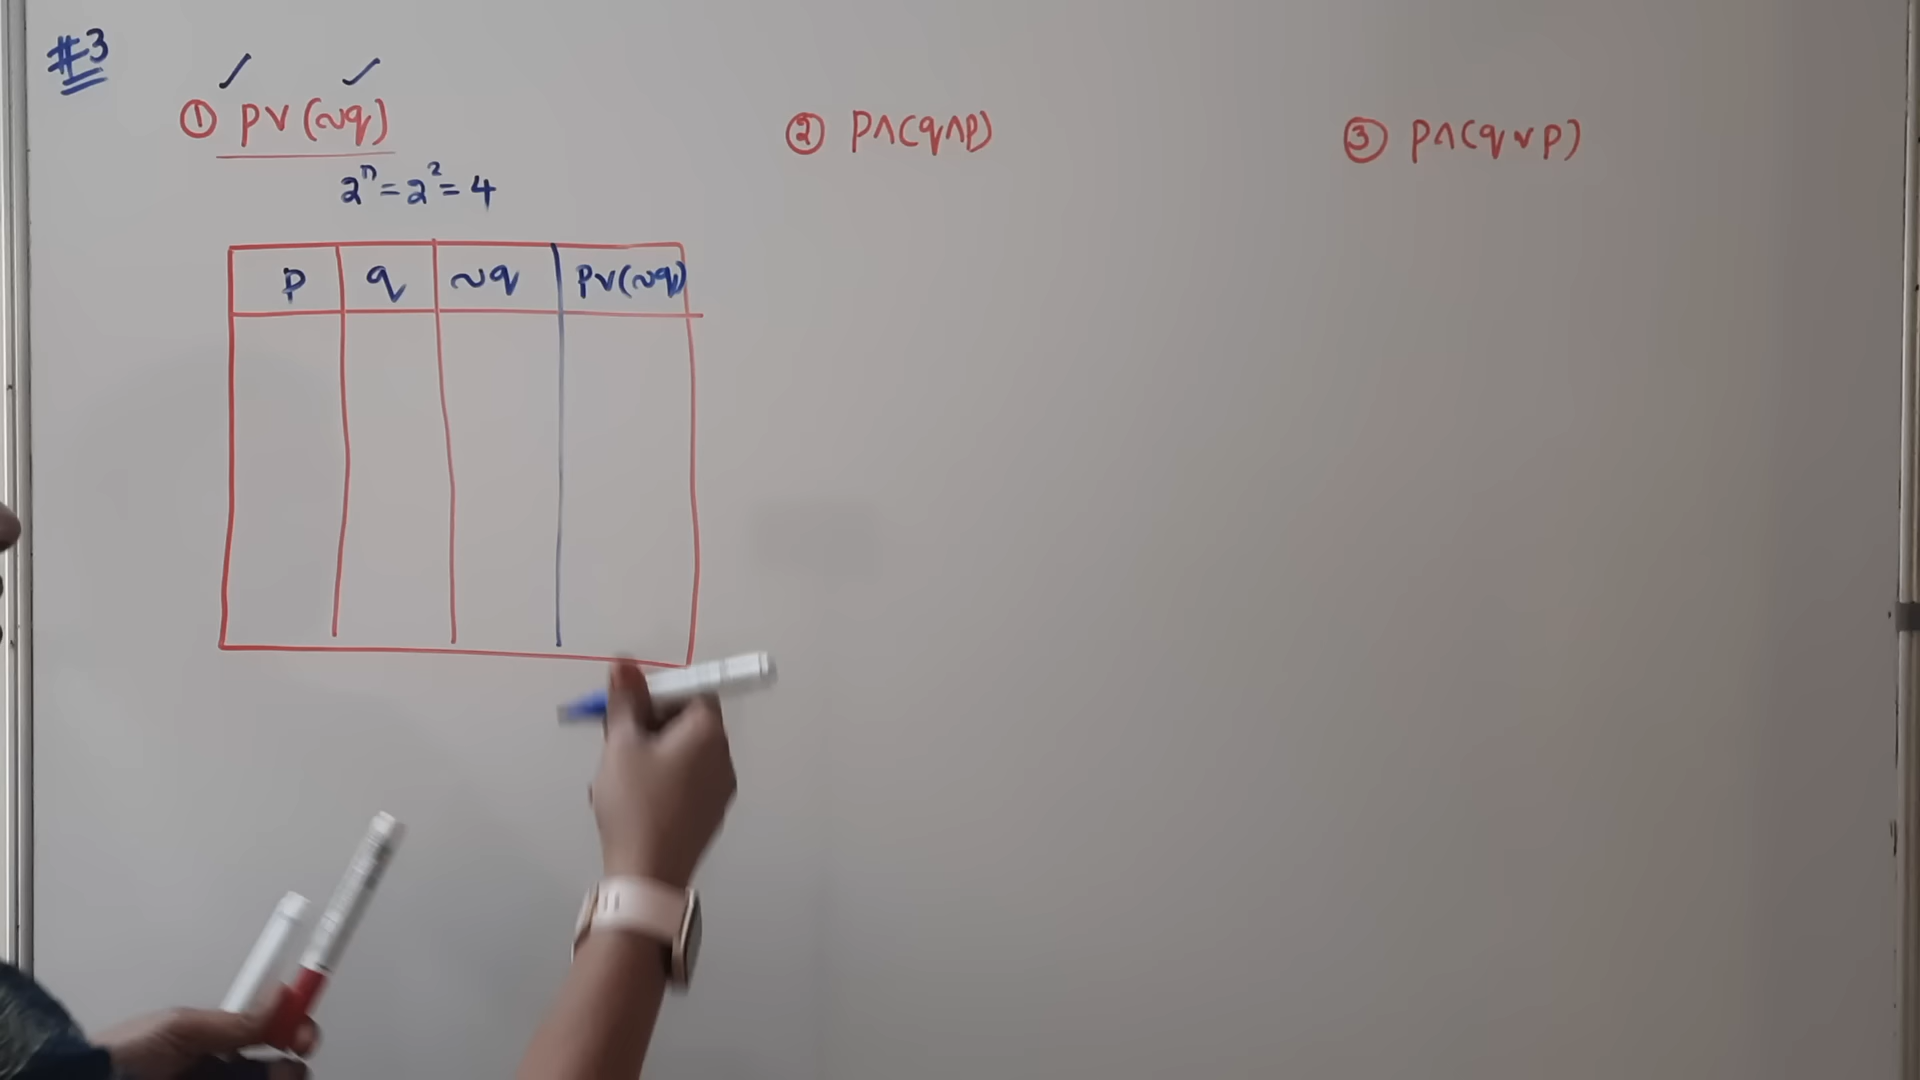 #3
① p∨(~q)
2ⁿ=2²=4
p q ~q p∨(~q)
② p∧(q∧p)
③ p∧(q∨p)